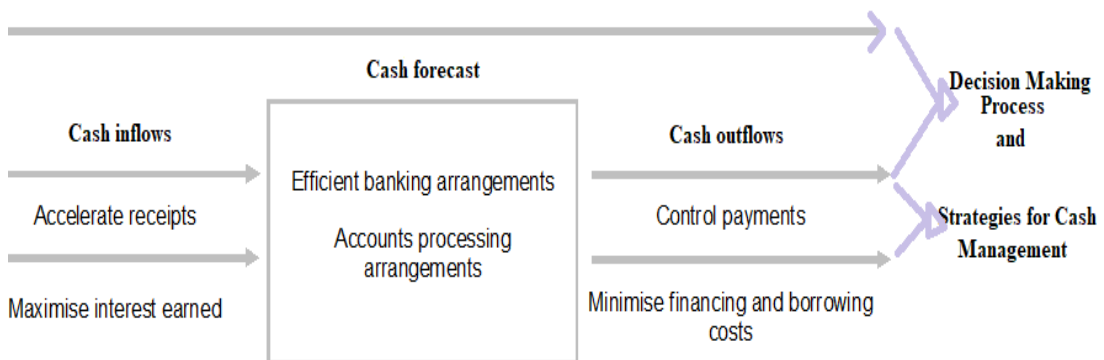 Cash forecast
Cash inflows
Accelerate receipts
Maximise interest earned
Efficient banking arrangements
Accounts processing
arrangements
Cash outflows
Control payments
Minimise financing and borrowing
costs
Decision Making
Process
and
Strategies for Cash
Management